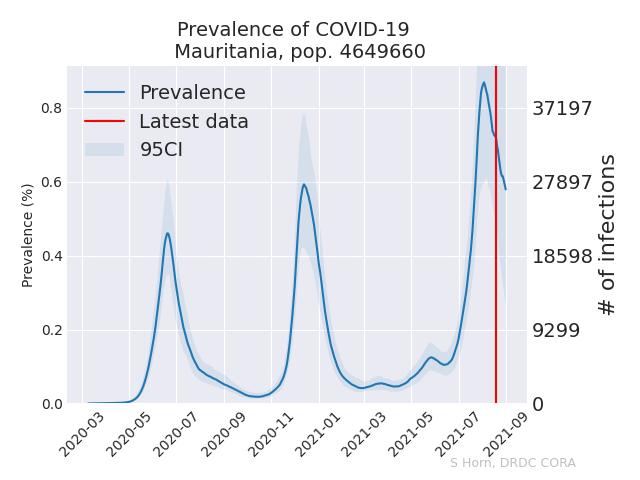 Prevalence of COVID-19
Mauritania, pop. 4649660
Prevalence
Latest data
95CI
Prevalence (%)
0.8
0.6
0.4
0.2
0.0
37197
27897
18598
9299
0
# of infections
2020-03
2020-05
2020-07
2020-09
2020-11
2021-01
2021-03
2021-05
2021-07
2021-09
S Horn, DRDC CORA